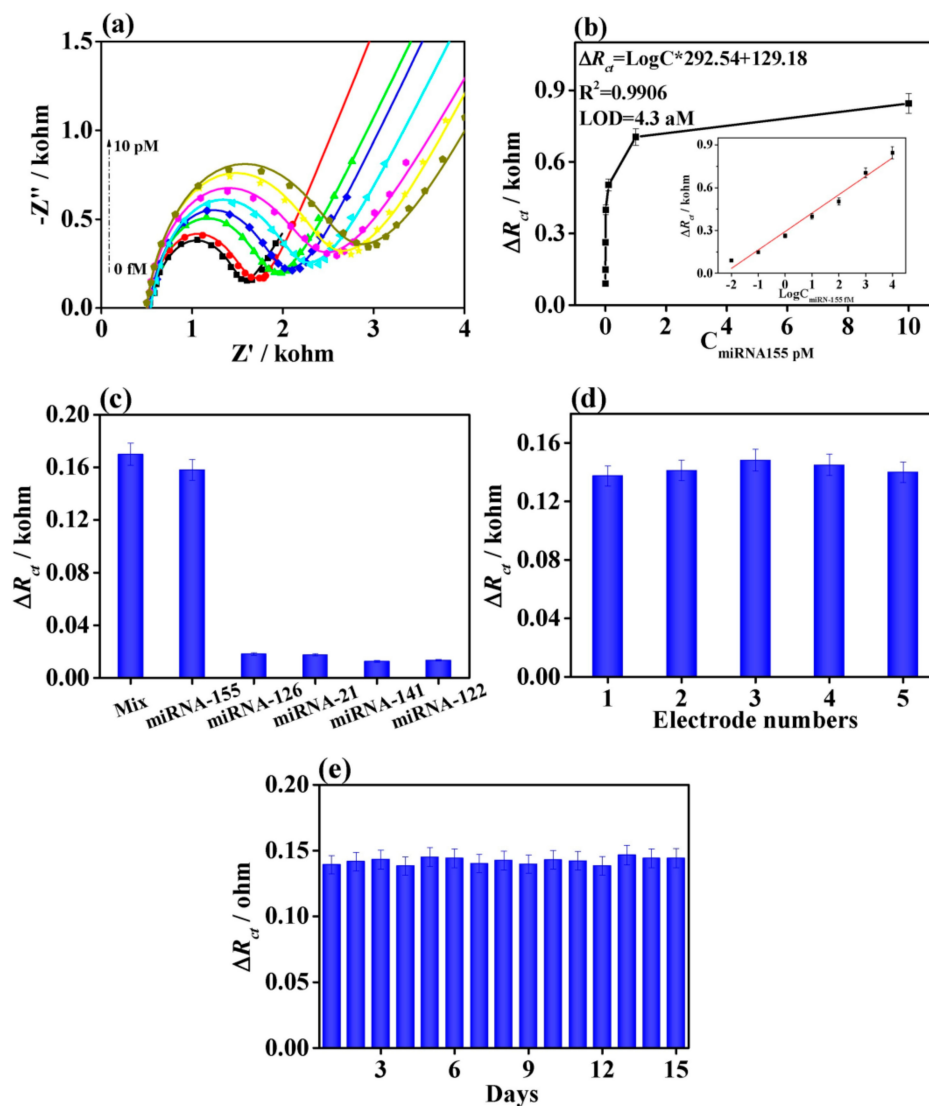 (a)
1.5
1.0
0.5
0.0
-Z'' / kohm
10 pM
0 fM
0 1 2 3 4
Z' / kohm
(b)
ΔRct=LogC*292.54+129.18
R²=0.9906
LOD=4.3 aM
0.9
0.6
0.3
0.0
ΔRct / kohm
0 2 4 6 8 10
C miRNA155 pM
0.9
0.6
0.3
0.0
ΔRct / kohm
-2 -1 0 1 2 3 4
LogC miRN-155 fM
(c)
0.20
0.16
0.12
0.08
0.04
0.00
ΔRct / kohm
Mix miRNA-155 miRNA-126 miRNA-21 miRNA-141 miRNA-122
(d)
0.16
0.12
0.08
0.04
0.00
ΔRct / kohm
1 2 3 4 5
Electrode numbers
(e)
0.20
0.15
0.10
0.05
0.00
ΔRct / ohm
3 6 9 12 15
Days